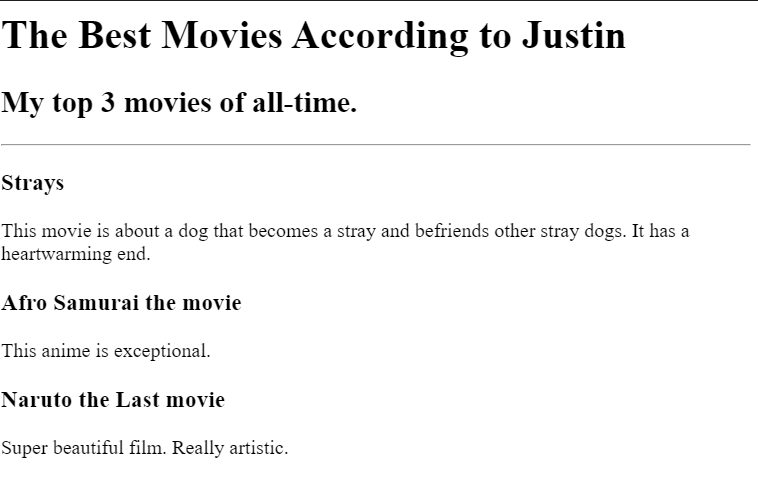 The Best Movies According to Justin
My top 3 movies of all-time.
Strays
This movie is about a dog that becomes a stray and befriends other stray dogs. It has a
heartwarming end.
Afro Samurai the movie
This anime is exceptional.
Naruto the Last movie
Super beautiful film. Really artistic.